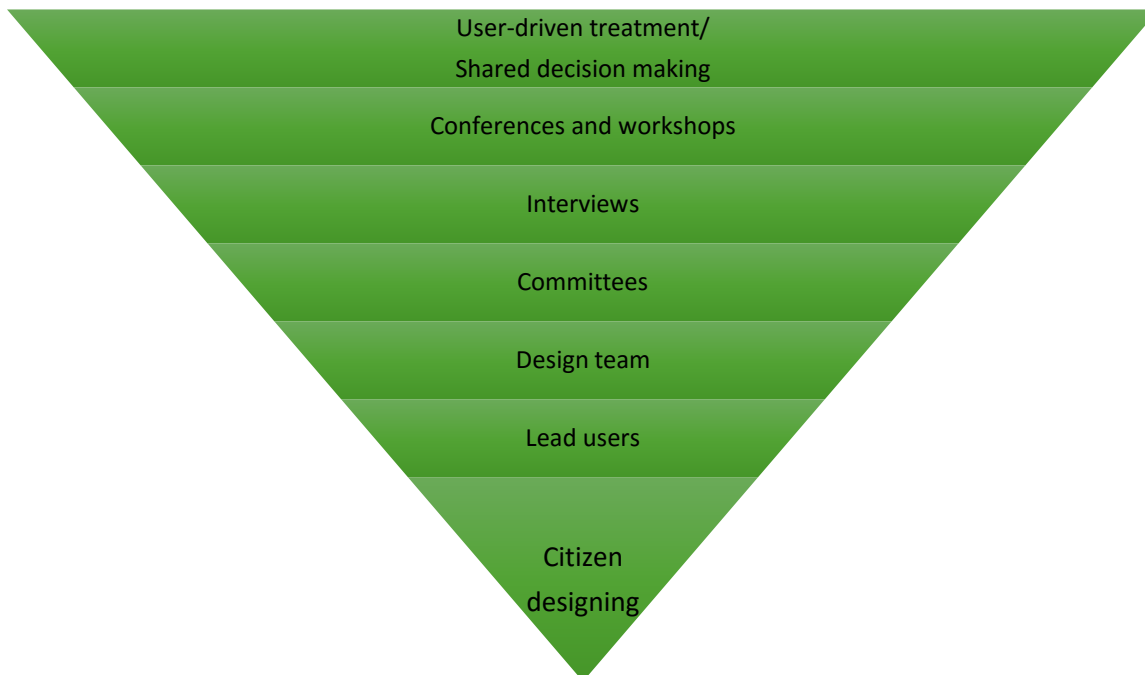 User-driven treatment/
Shared decision making
Conferences and workshops
Interviews
Committees
Design team
Lead users
Citizen
designing